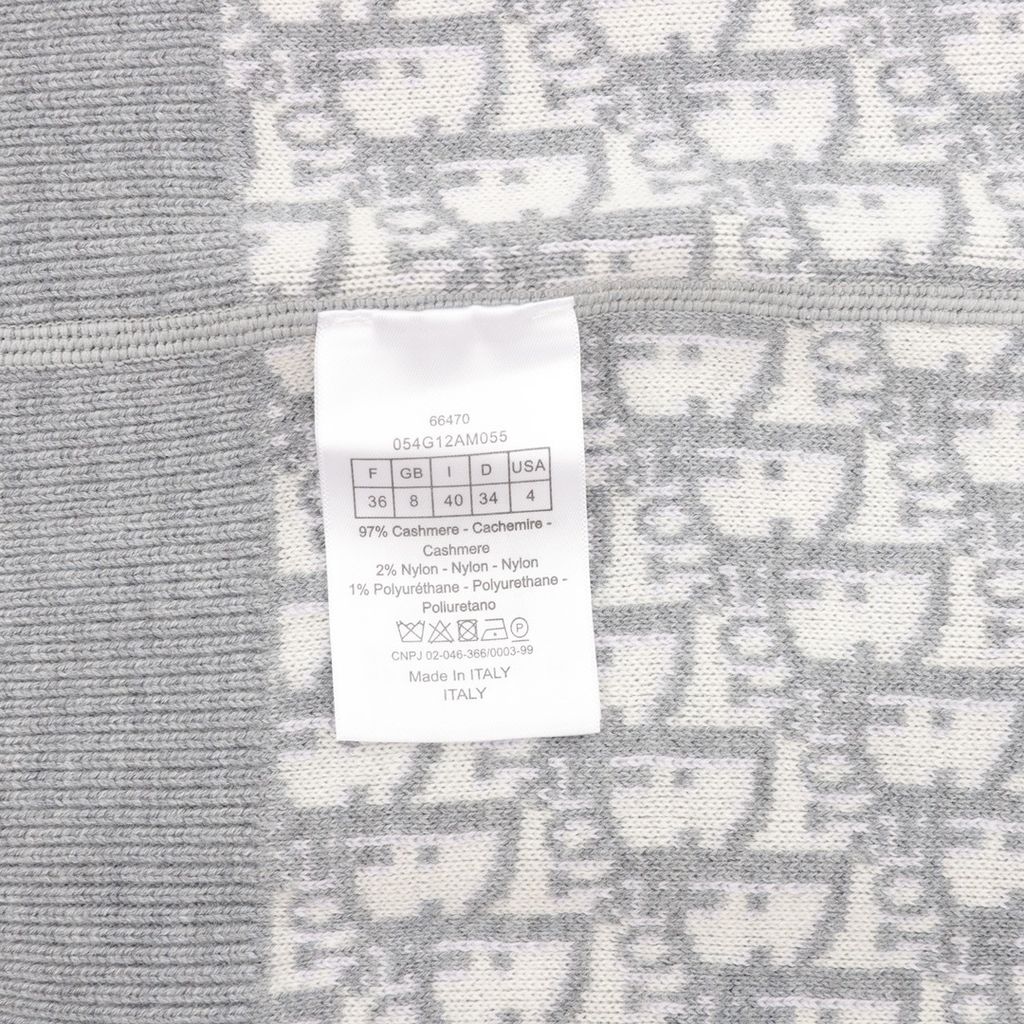 66470
054G12AM055
F GB I D USA
36 8 40 34 4
97% Cashmere - Cachemire -
Cashmere
2% Nylon - Nylon - Nylon
1% Polyuréthane - Polyurethane -
Poliuretano
P
CNPJ 02-046-366/0003-99
Made In ITALY
ITALY